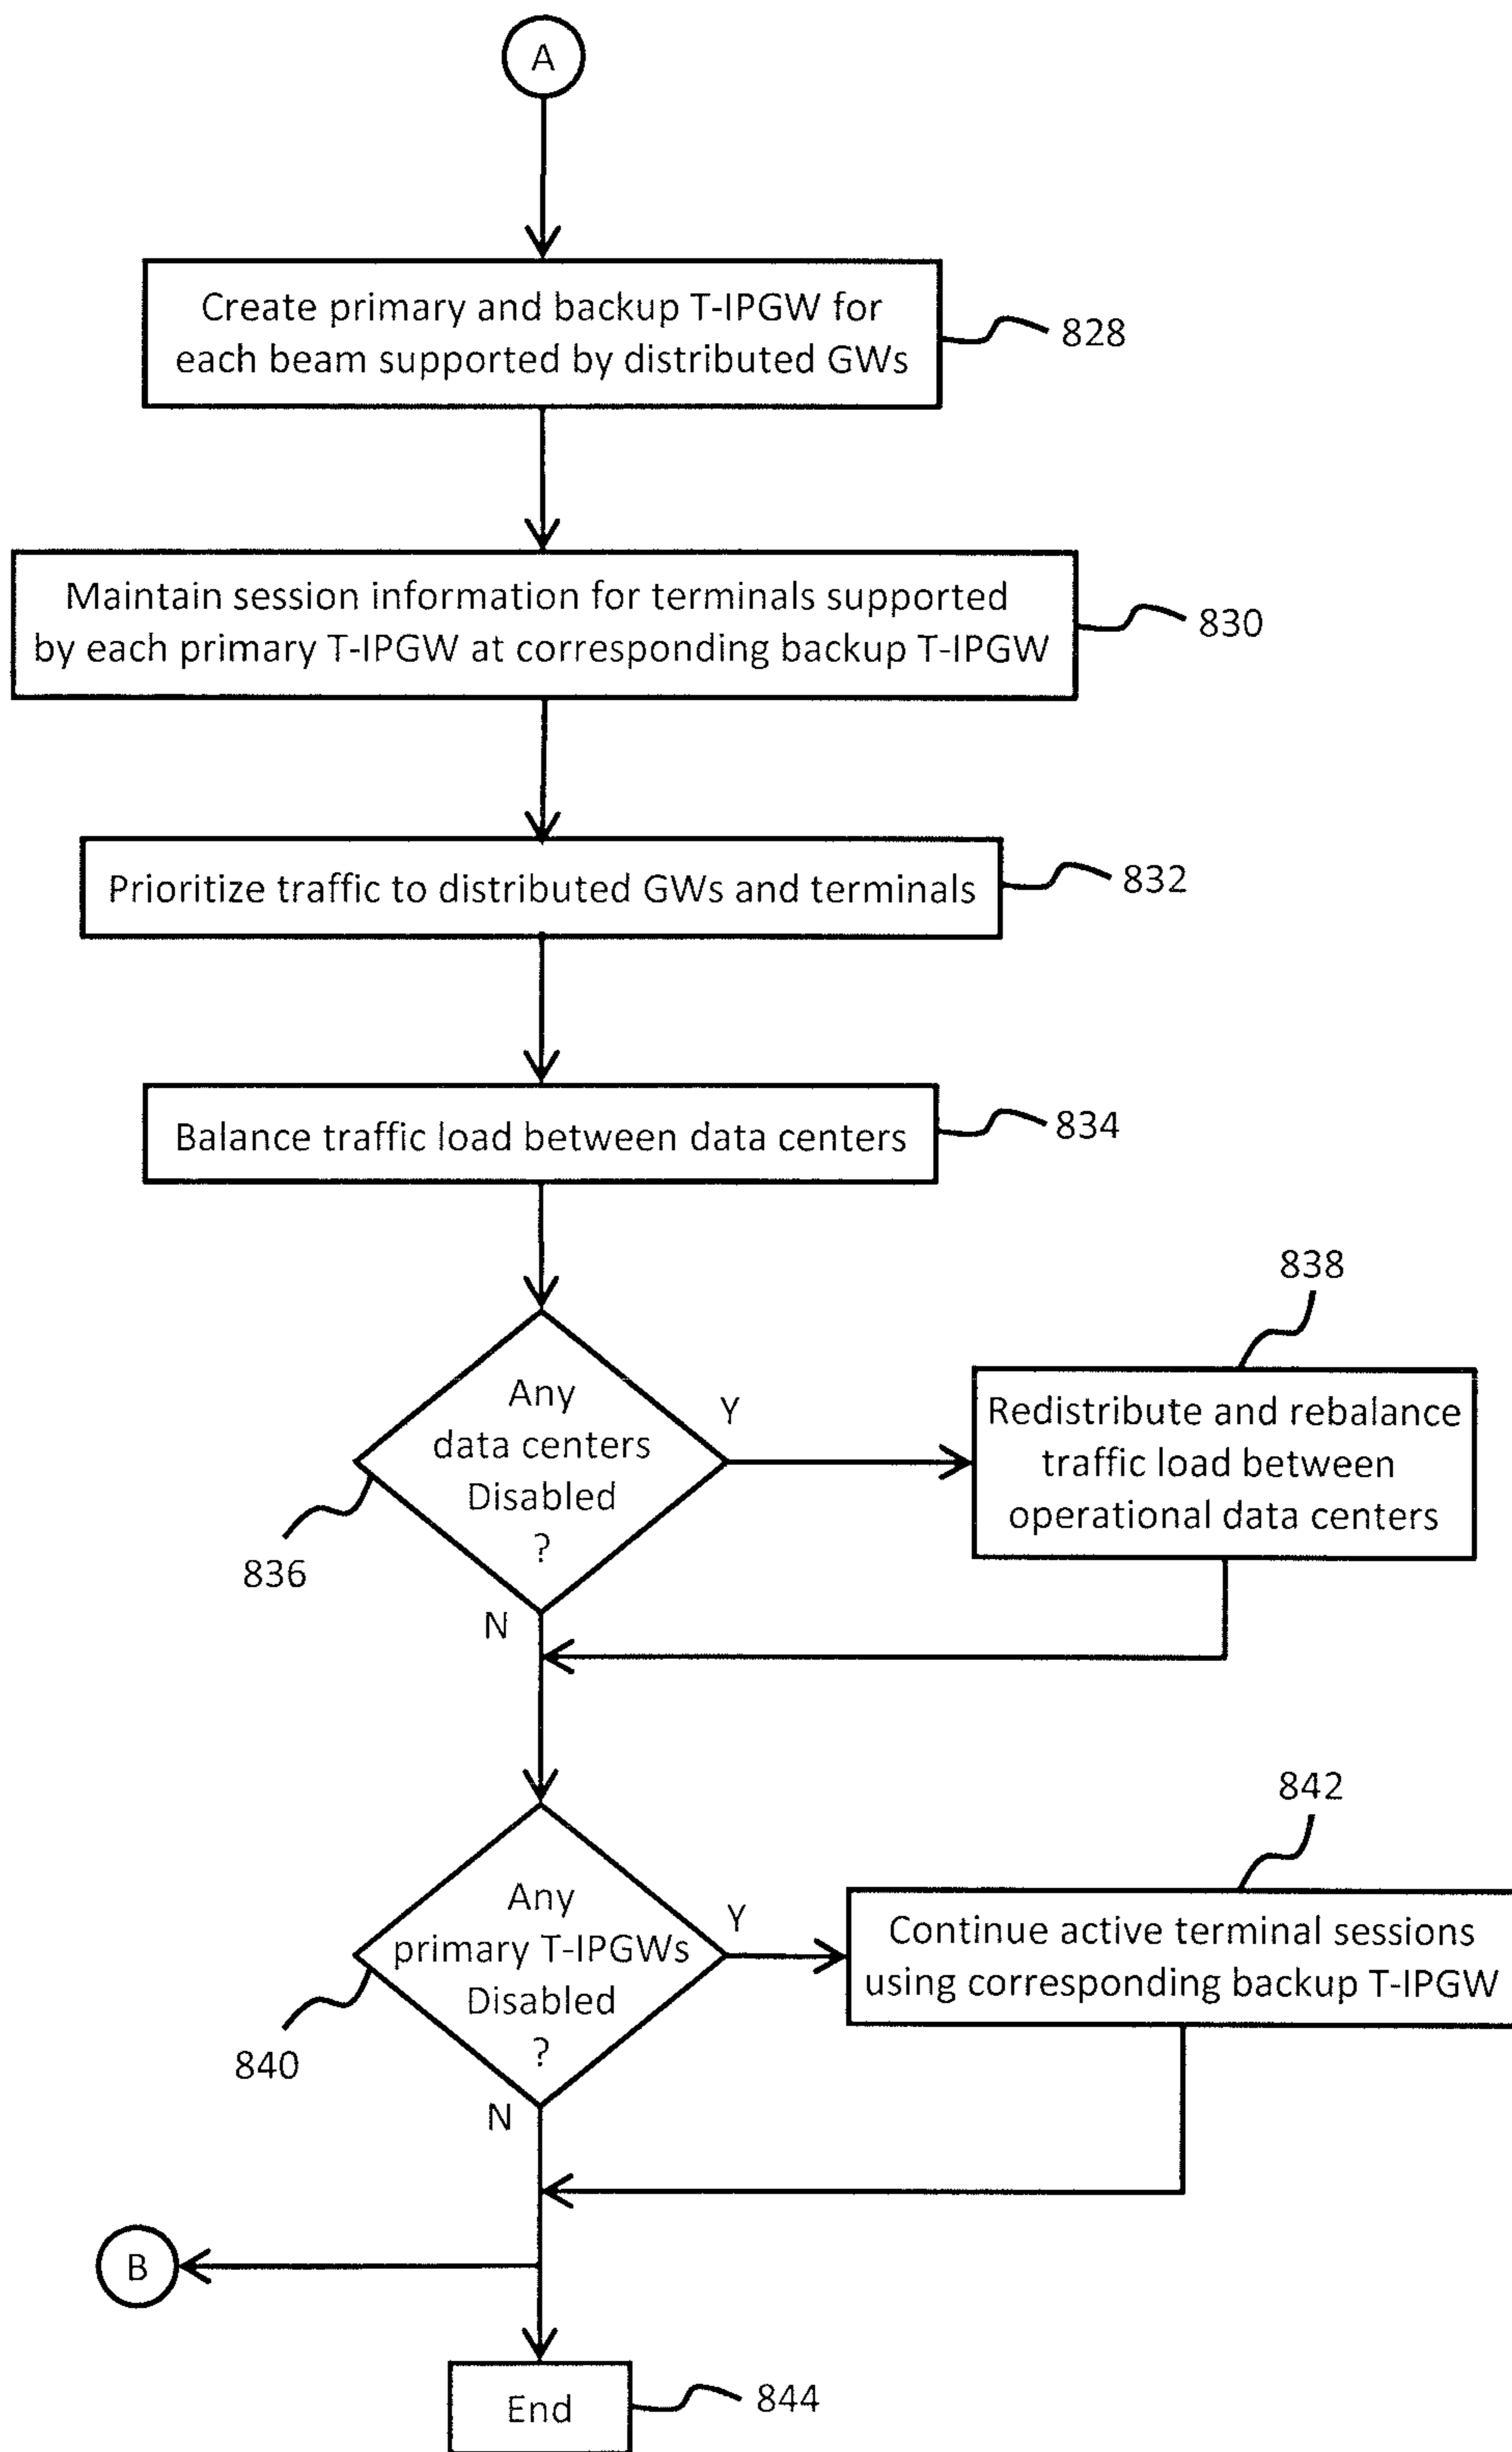 A
Create primary and backup T-IPGW for
each beam supported by distributed GWs
828
Maintain session information for terminals supported
by each primary T-IPGW at corresponding backup T-IPGW
830
Prioritize traffic to distributed GWs and terminals
832
Balance traffic load between data centers
834
838
Any
data centers
Disabled
?
Y
Redistribute and rebalance
traffic load between
operational data centers
836
N
842
Any
primary T-IPGWs
Disabled
?
Y
Continue active terminal sessions
using corresponding backup T-IPGW
840
N
B
End
844